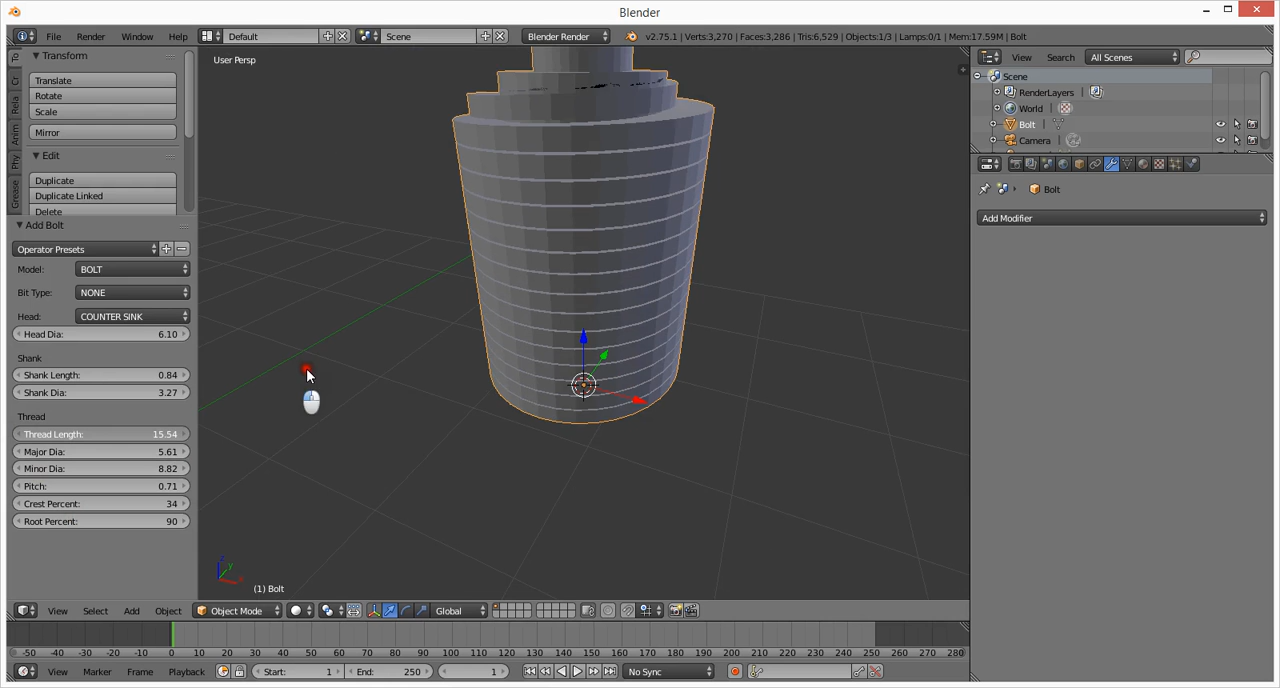 Blender
File Render Window Help Default Scene Blender Render v2.75.1 | Verts:3,270 | Faces:3,286 | Tris:6,529 | Objects:1/3 | Lamps:0/1 | Mem:17.59M | Bolt
Transform
Translate
Rotate
Scale
Mirror
Edit
Duplicate
Duplicate Linked
Delete
To
Cr
Rela
Anim
Phy
Grease
Add Bolt
Operator Presets
Model: BOLT
Bit Type: NONE
Head: COUNTER SINK
Head Dia: 6.10
Shank
Shank Length: 0.84
Shank Dia: 3.27
Thread
Thread Length: 15.54
Major Dia: 5.61
Minor Dia: 8.82
Pitch: 0.71
Crest Percent: 34
Root Percent: 90
User Persp
z
y
x
(1) Bolt
View Search All Scenes
Scene
RenderLayers |
World |
Bolt |
Camera |
Bolt
Add Modifier
View Select Add Object Object Mode Global
-50 -40 -30 -20 -10 0 10 20 30 40 50 60 70 80 90 100 110 120 130 140 150 160 170 180 190 200 210 220 230 240 250 260 270 280
View Marker Frame Playback Start: 1 End: 250 1 No Sync